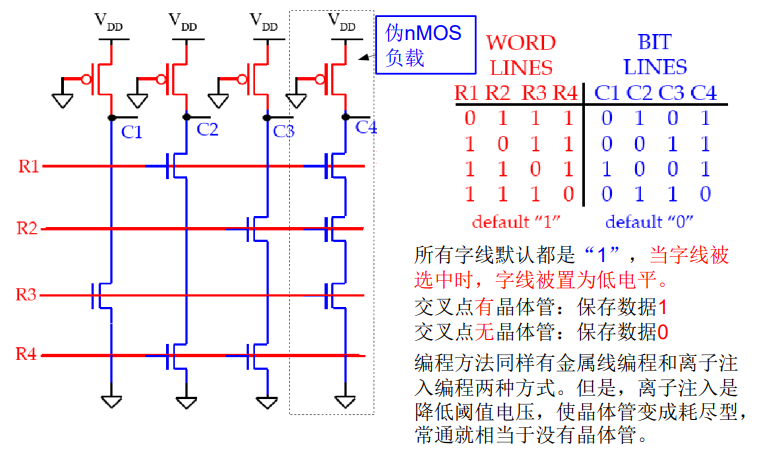 V_DD V_DD V_DD V_DD
伪nMOS
负载
C1 C2 C3 C4
R1
R2
R3
R4
WORD LINES BIT LINES
R1 R2 R3 R4 C1 C2 C3 C4
0 1 1 1 0 1 0 1
1 0 1 1 0 0 1 1
1 1 0 1 1 0 0 1
1 1 1 0 0 1 1 0
default “1” default “0”
所有字线默认都是“1”，当字线被
选中时，字线被置为低电平。
交叉点有晶体管：保存数据1
交叉点无晶体管：保存数据0
编程方法同样有金属线编程和离子注
入编程两种方式。但是，离子注入是
降低阈值电压，使晶体管变成耗尽型，
常通就相当于没有晶体管。